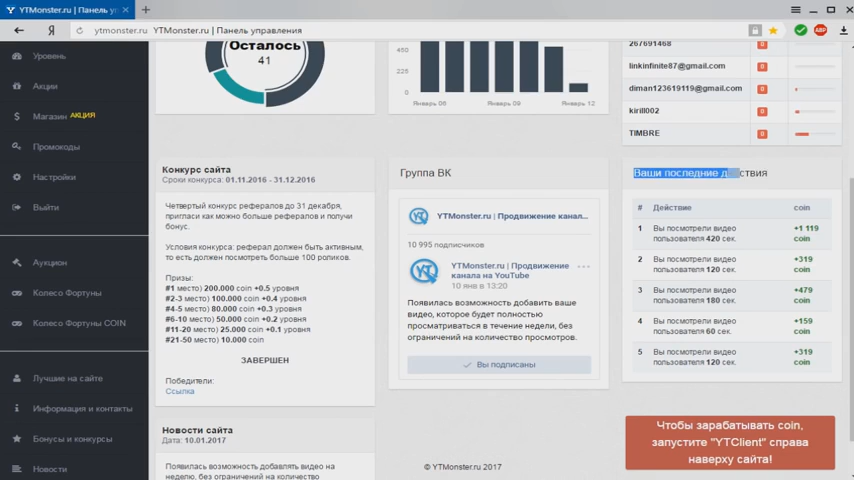 YTMonster.ru | Панель уп
ytmonster.ru YTMonster.ru | Панель управления
Уровень
Акции
Магазин АКЦИЯ
Промокоды
Настройки
Выйти
Аукцион
Колесо Фортуны
Колесо Фортуны COIN
Лучшие на сайте
Информация и контакты
Бонусы и конкурсы
Новости
Осталось
41
450
225
0
Январь 06
Январь 09
Январь 12
267691468 0
linkinfinite87@gmail.com 0
diman123619119@gmail.com 0
kirill002 0
TIMBRE 0
Конкурс сайта
Сроки конкурса: 01.11.2016 - 31.12.2016
Четвертый конкурс рефералов до 31 декабря,
пригласи как можно больше рефералов и получи
бонус.
Условия конкурса: реферал должен быть активным,
то есть должен посмотреть больше 100 роликов.
Призы:
#1 место) 200.000 coin +0.5 уровня
#2-3 место) 100.000 coin +0.4 уровня
#4-5 место) 80.000 coin +0.3 уровня
#6-10 место) 50.000 coin +0.2 уровня
#11-20 место) 25.000 coin +0.1 уровня
#21-50 место) 10.000 coin
ЗАВЕРШЕН
Победители:
Ссылка
Новости сайта
Дата: 10.01.2017
Появилась возможность добавлять видео на
неделю, без ограничений на количество
Группа ВК
YTMonster.ru | Продвижение канал...
10 995 подписчиков
YTMonster.ru | Продвижение
канала на YouTube
10 янв в 13:20
Появилась возможность добавить ваше
видео, которое будет полностью
просматриваться в течение недели, без
ограничений на количество просмотров.
Вы подписаны
© YTMonster.ru 2017
Ваши последние действия
# Действие coin
1 Вы посмотрели видео пользователя 420 сек. +1 119 coin
2 Вы посмотрели видео пользователя 120 сек. +319 coin
3 Вы посмотрели видео пользователя 180 сек. +479 coin
4 Вы посмотрели видео пользователя 60 сек. +159 coin
5 Вы посмотрели видео пользователя 120 сек. +319 coin
Чтобы зарабатывать coin,
запустите "YTClient" справа
наверху сайта!